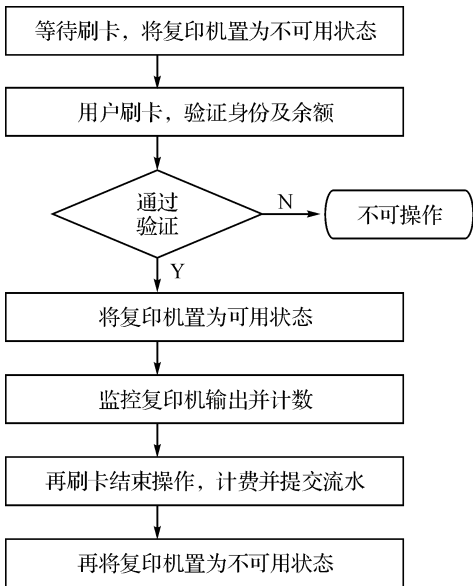 等待刷卡，将复印机置为不可用状态
用户刷卡，验证身份及余额
通过
验证
N
不可操作
Y
将复印机置为可用状态
监控复印机输出并计数
再刷卡结束操作，计费并提交流水
再将复印机置为不可用状态